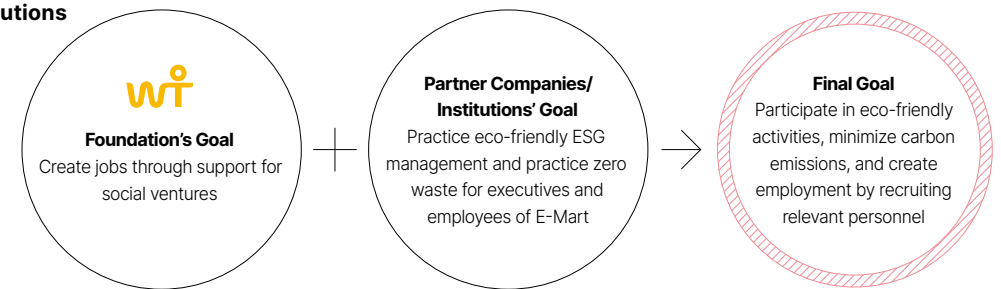 utions
Foundation’s Goal
Create jobs through support for
social ventures
Partner Companies/
Institutions’ Goal
Practice eco-friendly ESG
management and practice zero
waste for executives and
employees of E-Mart
Final Goal
Participate in eco-friendly
activities, minimize carbon
emissions, and create
employment by recruiting
relevant personnel